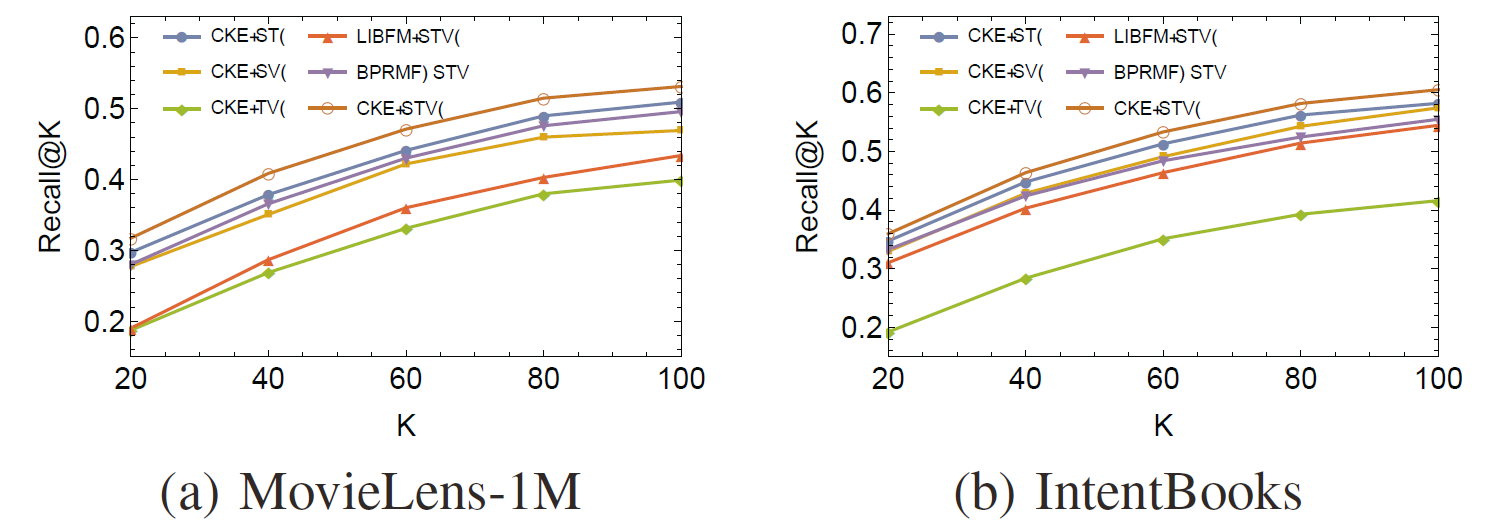 0.6
0.5
0.4
0.3
0.2
Recall@K
CKE+ST( LIBFM+STV(
CKE+SV( BPRMF) STV
CKE+TV( CKE+STV(
20 40 60 80 100
K
(a) MovieLens-1M
0.7
0.6
0.5
0.4
0.3
0.2
Recall@K
CKE+ST( LIBFM+STV(
CKE+SV( BPRMF) STV
CKE+TV( CKE+STV(
20 40 60 80 100
K
(b) IntentBooks